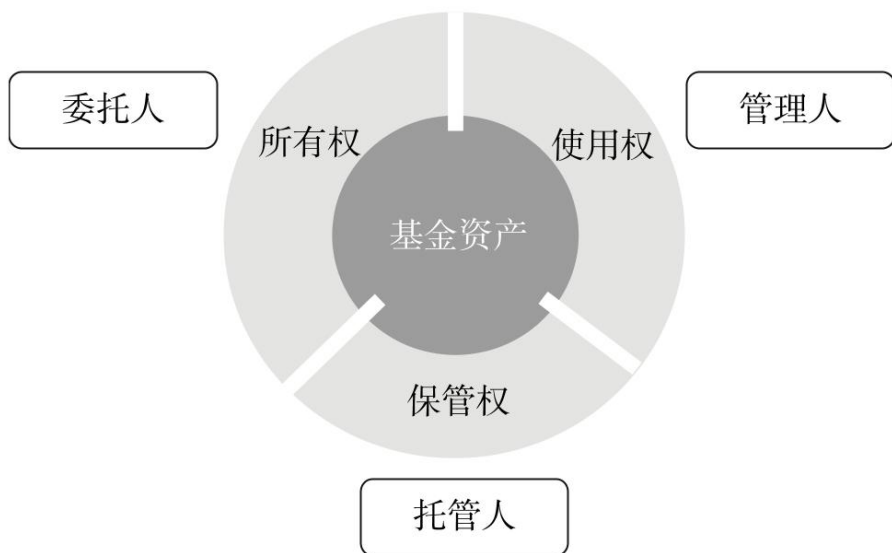 委托人
管理人
所有权
使用权
基金资产
保管权
托管人